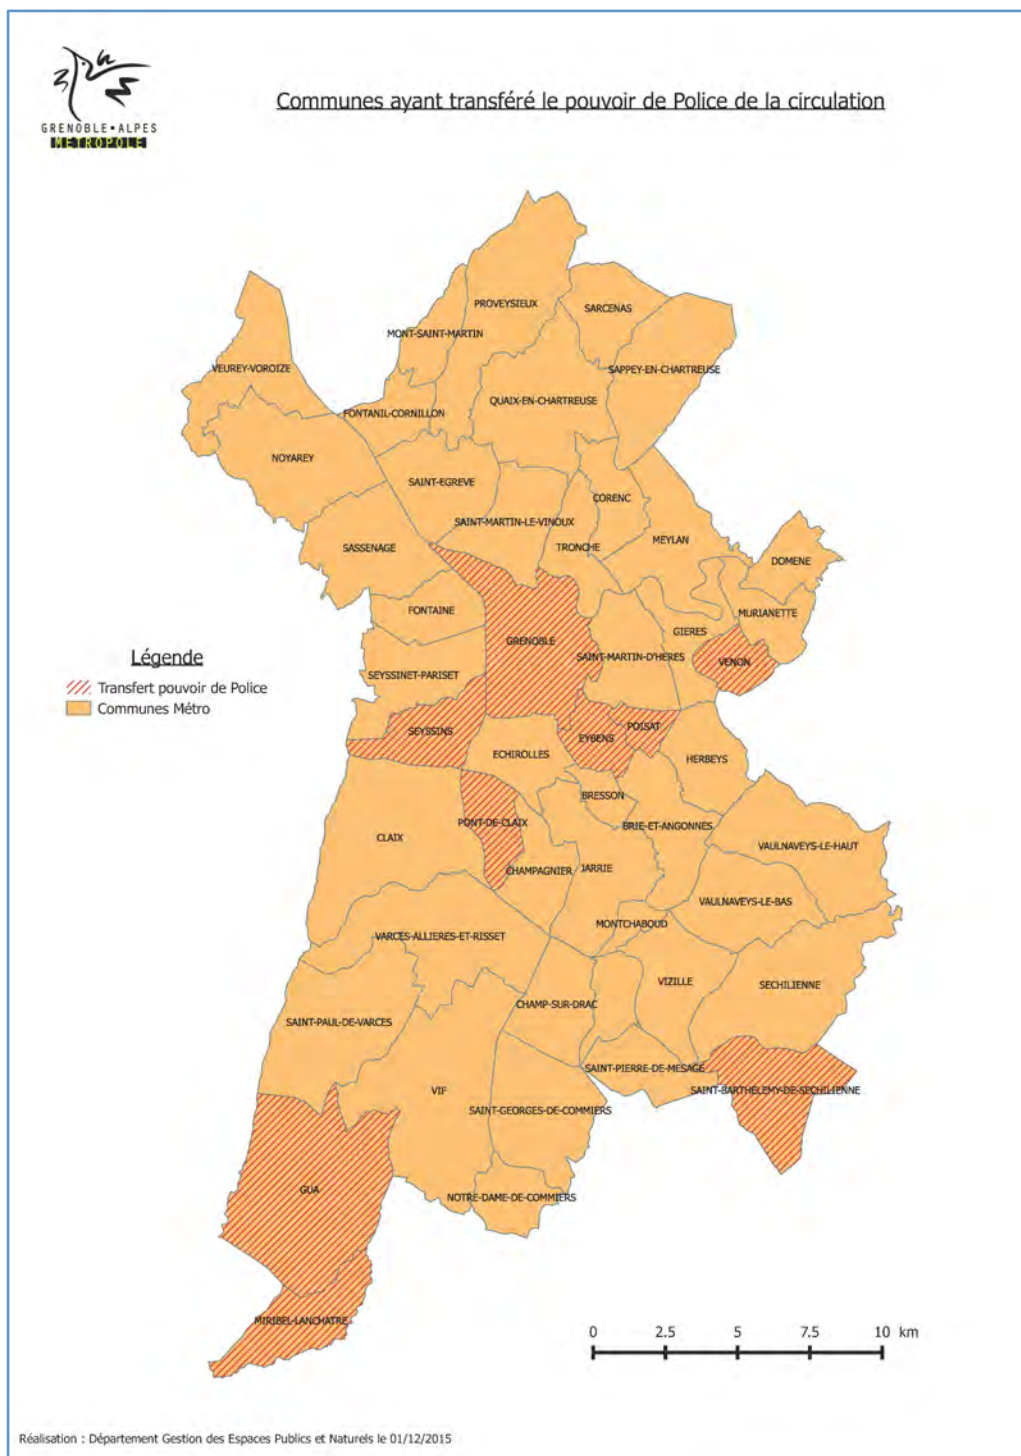 GRENOBLE•ALPES
METROPOLE
Communes ayant transféré le pouvoir de Police de la circulation
PROVEYSIEUX
SARCENAS
MONT-SAINT-MARTIN
VEUREY-VOROIZE
SAPPEY-EN-CHARTREUSE
QUAIX-EN-CHARTREUSE
FONTANIL-CORNILLON
NOYAREY
SAINT-EGREVE
CORENC
SAINT-MARTIN-LE-VINOUX
SASSENAGE
TRONCHE
MEYLAN
DOMENE
FONTAINE
MURIANETTE
GIERES
GRENOBLE
SAINT-MARTIN-D'HERES
VENON
Légende
SEYSSINET-PARISET
Transfert pouvoir de Police
Communes Métro
POISAT
SEYSSINS
EYBENS
ECHIROLLES
HERBEYS
BRESSON
PONT-DE-CLAIX
BRIE-ET-ANGONNES
CLAIX
VAULNAVEYS-LE-HAUT
CHAMPAGNIER
JARRIE
VAULNAVEYS-LE-BAS
MONTCHABOUD
VARCES-ALLIERES-ET-RISSET
VIZILLE
SECHILIENNE
CHAMP-SUR-DRAC
SAINT-PAUL-DE-VARCES
SAINT-PIERRE-DE-MESAGE
VIF
SAINT-BARTHELEMY-DE-SECHILIENNE
SAINT-GEORGES-DE-COMMIERS
GUA
NOTRE-DAME-DE-COMMIERS
MIRIBEL-LANCHATRE
0 2.5 5 7.5 10 km
Réalisation : Département Gestion des Espaces Publics et Naturels le 01/12/2015